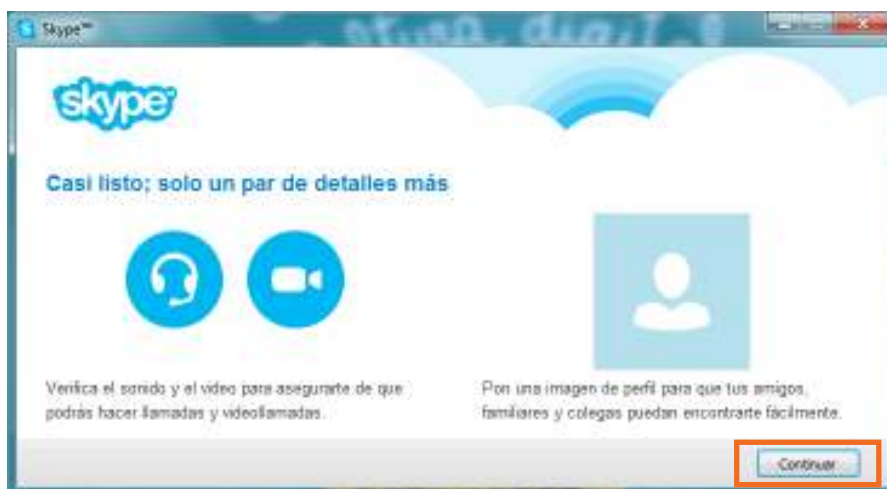 Skype™
skype™
Casi listo; solo un par de detalles más
Verifica el sonido y el video para asegurarte de que
podrás hacer llamadas y videollamadas.
Pon una imagen de perfil para que tus amigos,
familiares y colegas puedan encontrarte fácilmente.
Continuar